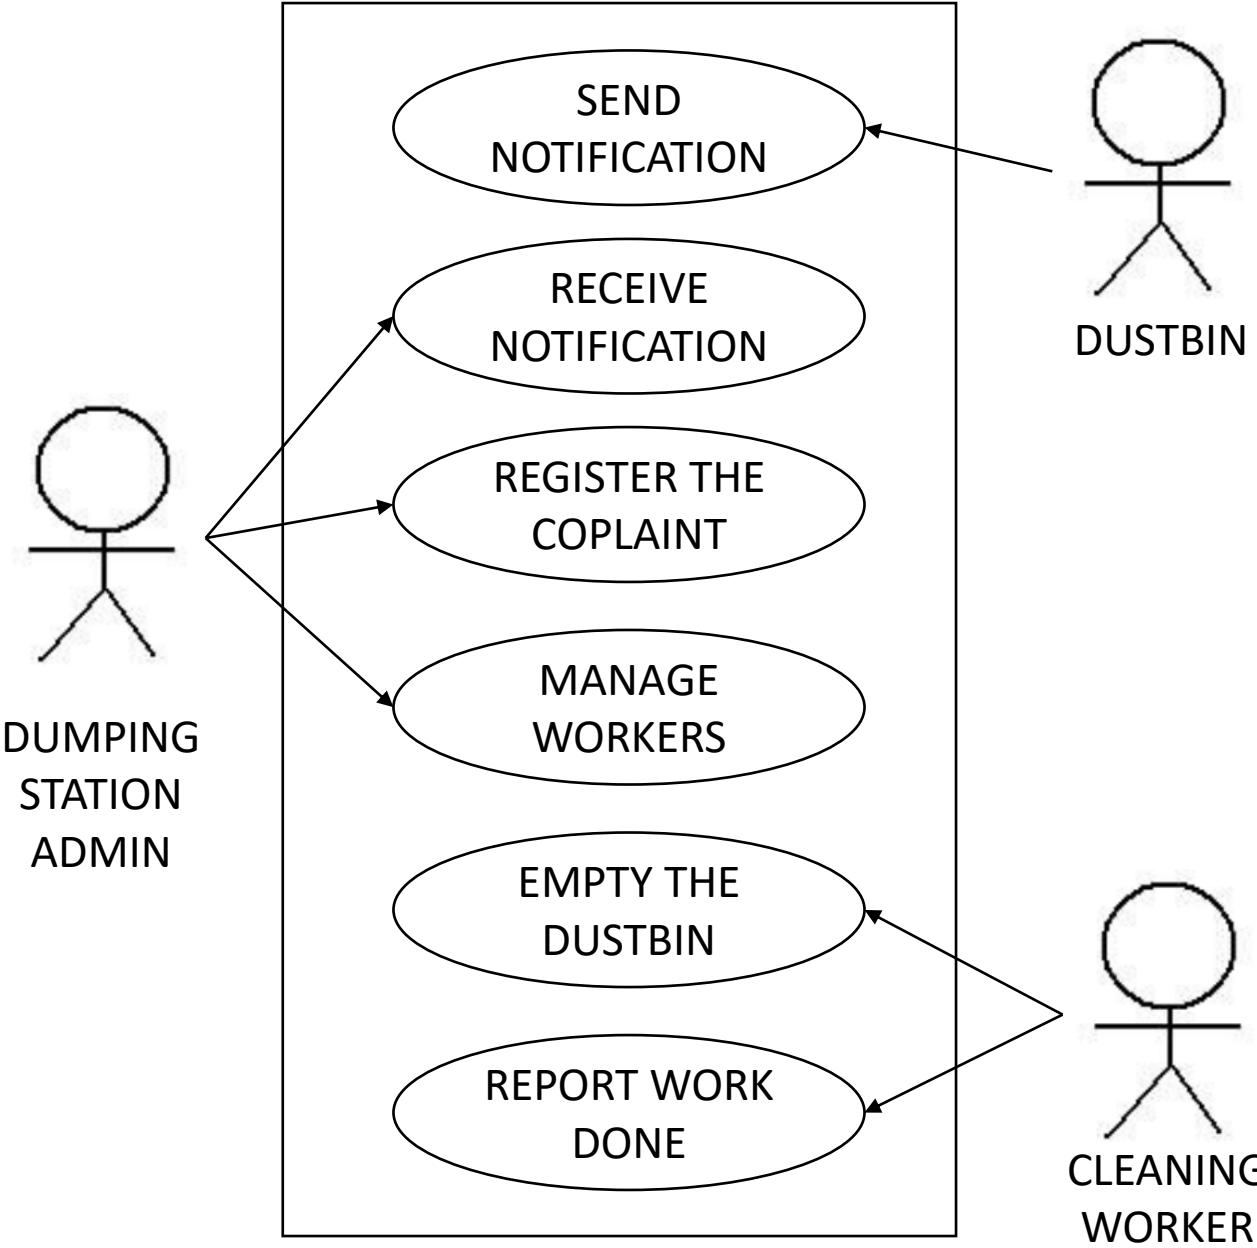 SEND
NOTIFICATION
RECEIVE
NOTIFICATION
REGISTER THE
COPLAINT
MANAGE
WORKERS
EMPTY THE
DUSTBIN
REPORT WORK
DONE
DUSTBIN
DUMPING
STATION
ADMIN
CLEANING
WORKER